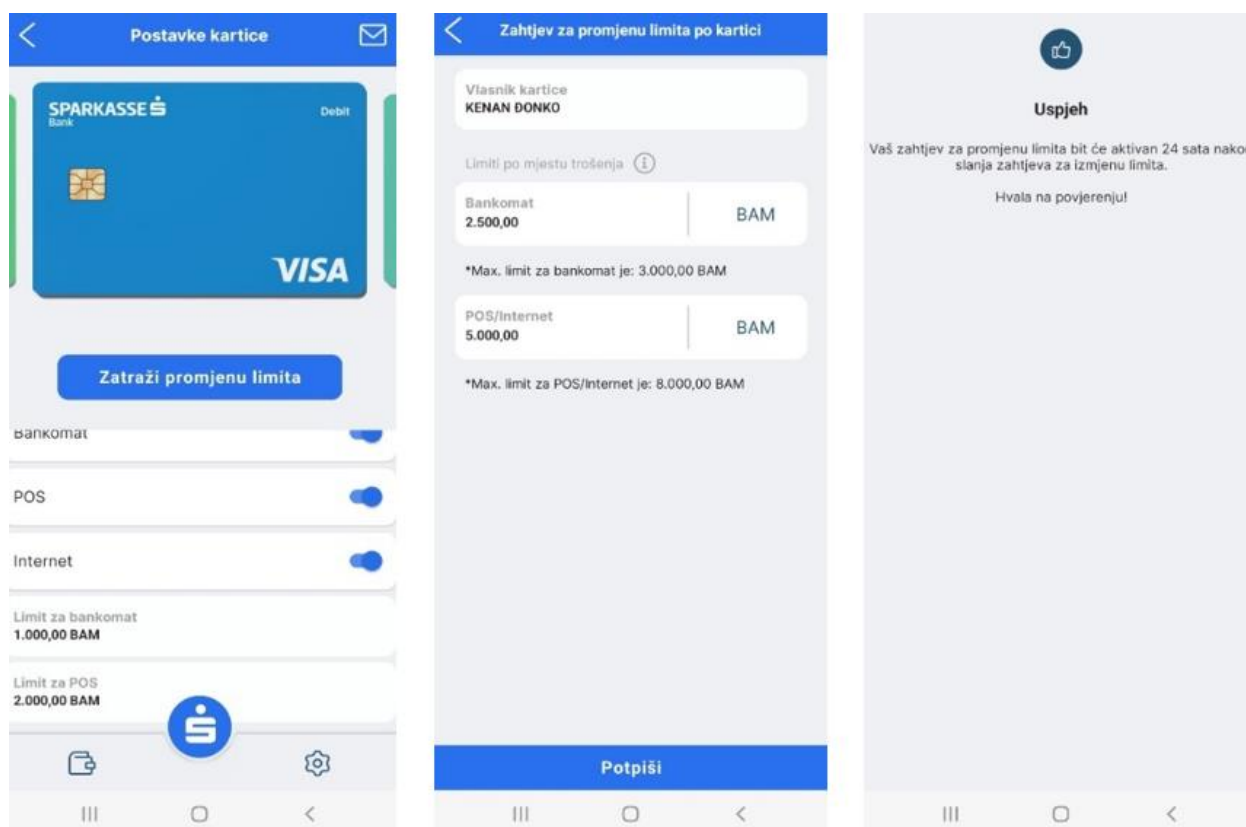 Postavke kartice
SPARKASSE
Bank
Debit
VISA
Zatraži promjenu limita
Bankomat
POS
Internet
Limit za bankomat
1.000,00 BAM
Limit za POS
2.000,00 BAM
Zahtjev za promjenu limita po kartici
Vlasnik kartice
KENAN ĐONKO
Limiti po mjestu trošenja
Bankomat
2.500,00
BAM
*Max. limit za bankomat je: 3.000,00 BAM
POS/Internet
5.000,00
BAM
*Max. limit za POS/Internet je: 8.000,00 BAM
Potpiši
Uspjeh
Vaš zahtjev za promjenu limita bit će aktivan 24 sata nako
slanja zahtjeva za izmjenu limita.
Hvala na povjerenju!